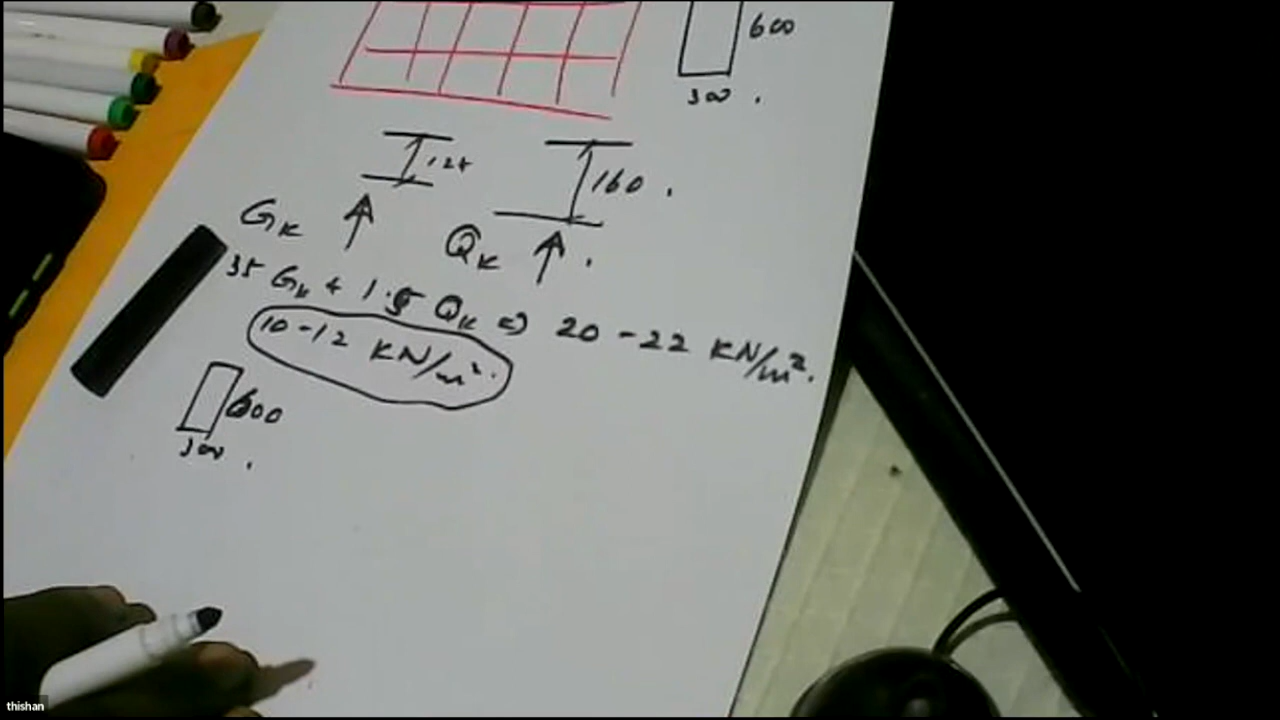 600
300 .
125
160 .
GK
QK .
35 GK + 1.5 QK => 20 - 22 KN/m².
10 - 12 KN/m².
600
300 .
thishan